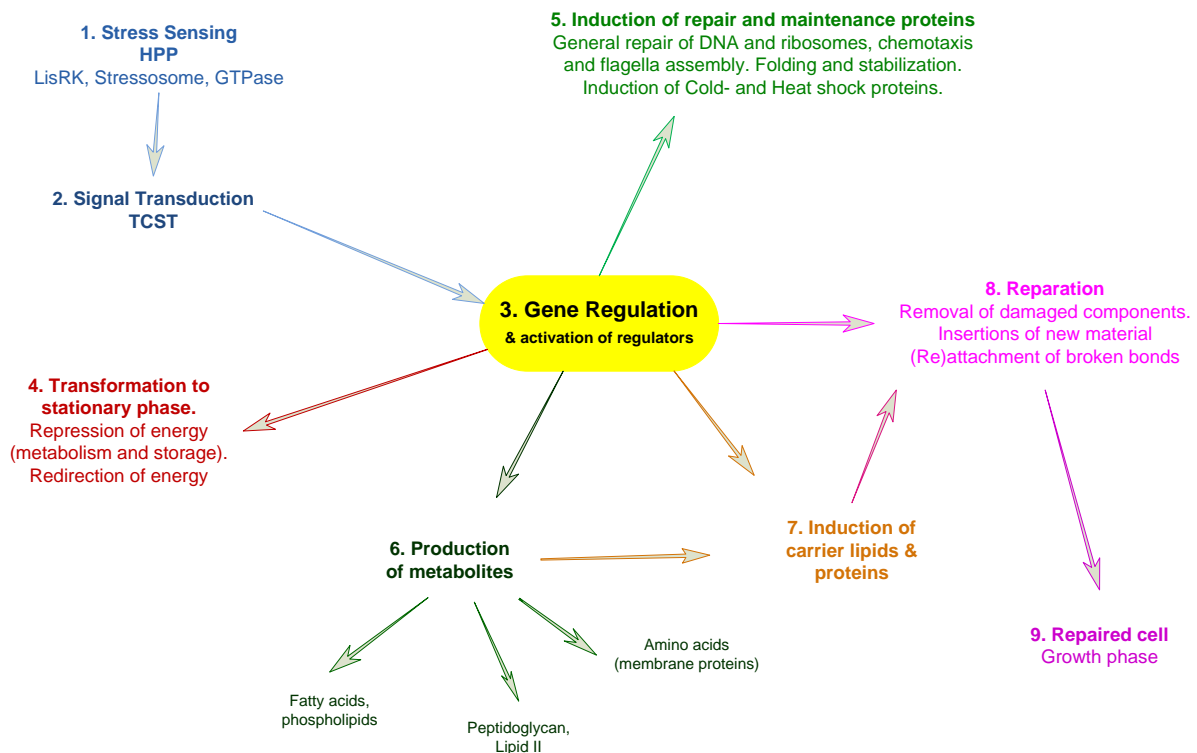 1. Stress Sensing
HPP
LisRK, Stressosome, GTPase
2. Signal Transduction
TCST
3. Gene Regulation
& activation of regulators
4. Transformation to
stationary phase.
Repression of energy
(metabolism and storage).
Redirection of energy
5. Induction of repair and maintenance proteins
General repair of DNA and ribosomes, chemotaxis
and flagella assembly. Folding and stabilization.
Induction of Cold- and Heat shock proteins.
6. Production
of metabolites
Fatty acids,
phospholipids
Peptidoglycan,
Lipid II
Amino acids
(membrane proteins)
7. Induction of
carrier lipids &
proteins
8. Reparation
Removal of damaged components.
Insertions of new material
(Re)attachment of broken bonds
9. Repaired cell
Growth phase